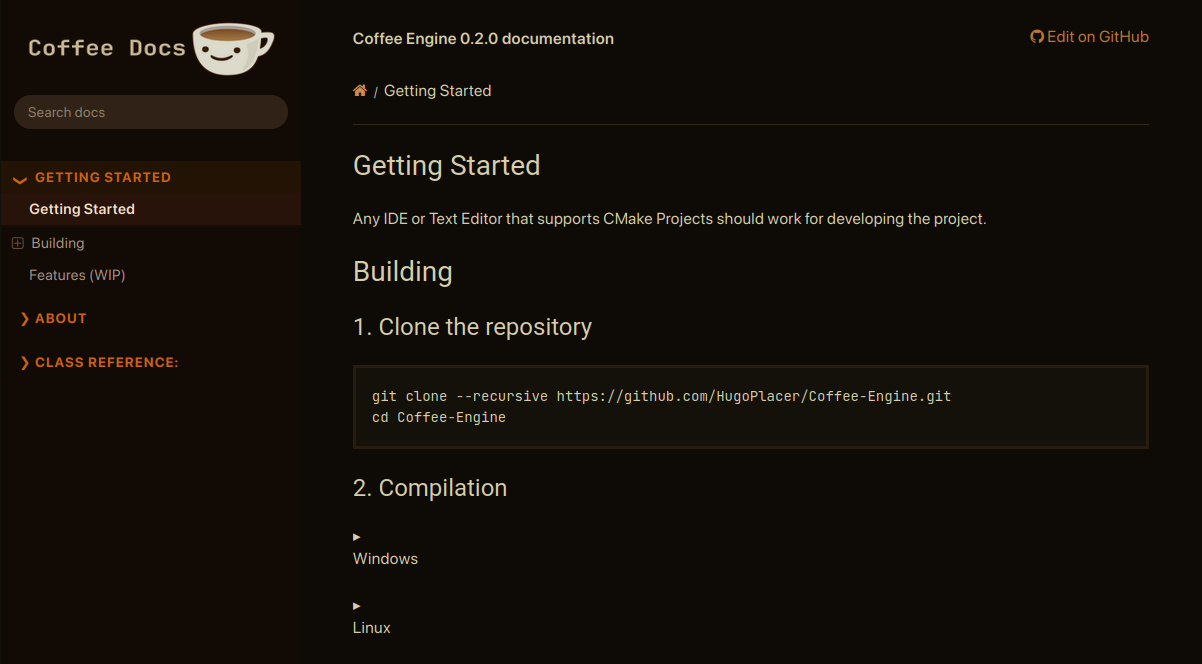 Coffee Docs
Search docs
GETTING STARTED
Getting Started
Building
Features (WIP)
ABOUT
CLASS REFERENCE:
Coffee Engine 0.2.0 documentation
Edit on GitHub
/ Getting Started
Getting Started
Any IDE or Text Editor that supports CMake Projects should work for developing the project.
Building
1. Clone the repository
git clone --recursive https://github.com/HugoPlacer/Coffee-Engine.git
cd Coffee-Engine
2. Compilation
Windows
Linux